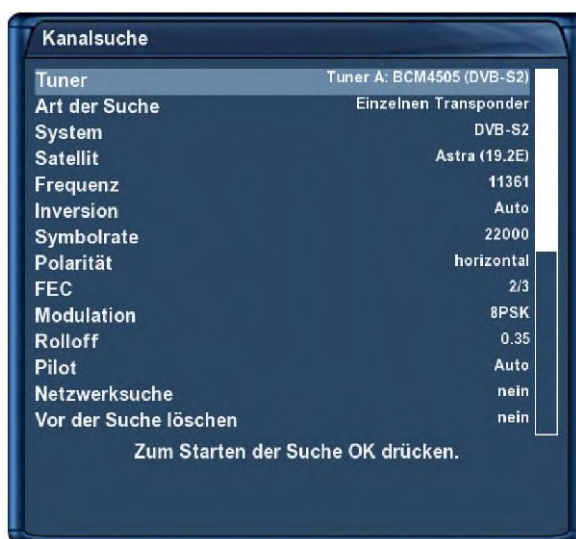 Kanalsuche
Tuner Tuner A: BCM4505 (DVB-S2)
Art der Suche Einzelnen Transponder
System DVB-S2
Satellit Astra (19.2E)
Frequenz 11361
Inversion Auto
Symbolrate 22000
Polarität horizontal
FEC 2/3
Modulation 8PSK
Rolloff 0.35
Pilot Auto
Netzwerksuche nein
Vor der Suche löschen nein
Zum Starten der Suche OK drücken.